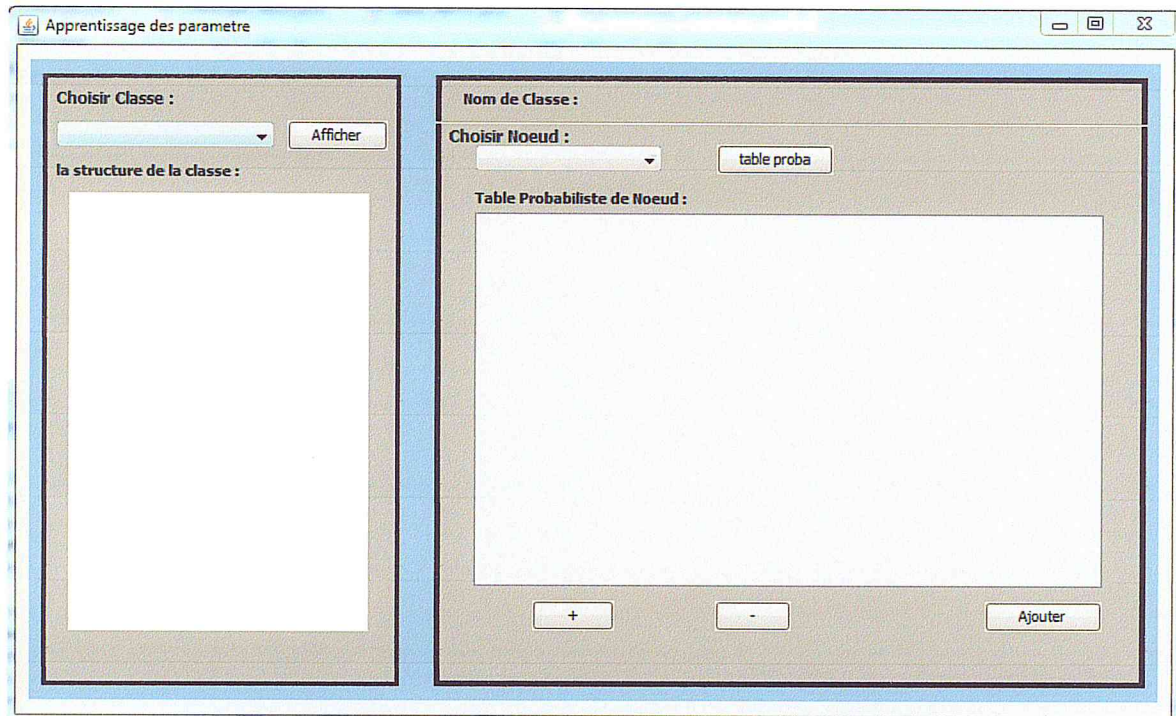 Apprentissage des parametre
Choisir Classe :
Afficher
la structure de la classe :
Nom de Classe :
Choisir Noeud :
table proba
Table Probabiliste de Noeud :
+
-
Ajouter